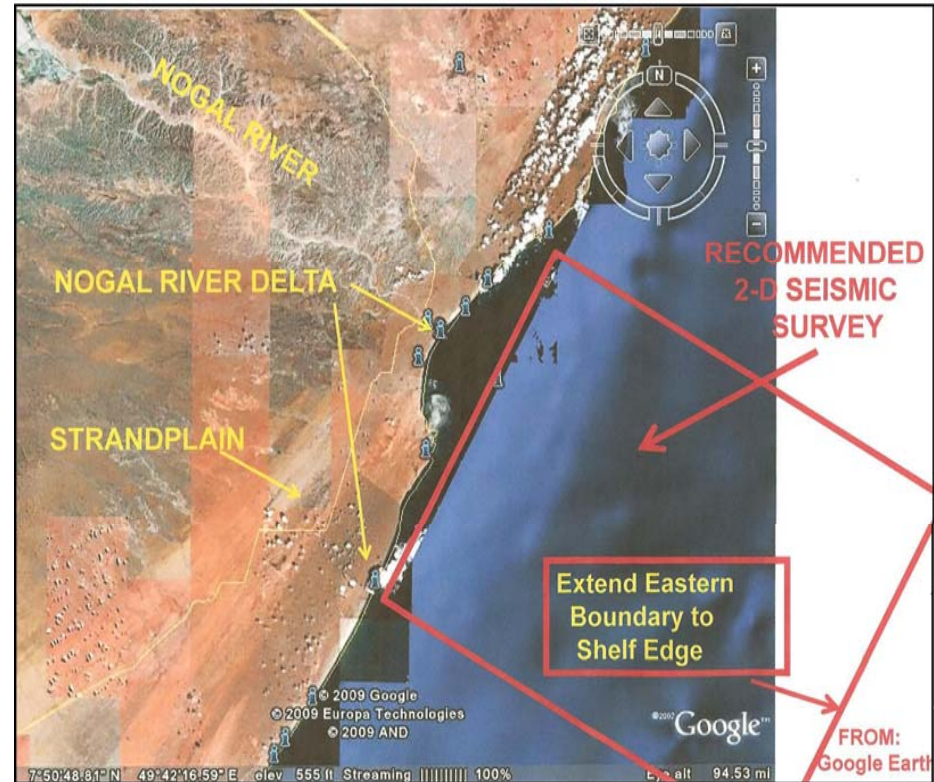 NOGAL RIVER
N
RECOMMENDED
2-D SEISMIC
SURVEY
NOGAL RIVER DELTA
STRANDPLAIN
Extend Eastern
Boundary to
Shelf Edge
© 2009 Google
© 2009 Europa Technologies
© 2009 AND
©2007 Google™
FROM:
Google Earth
7°50'48.81" N 49°42'16.59" E elev 555 ft Streaming |||||||||| 100% Eye alt 94.53 mi